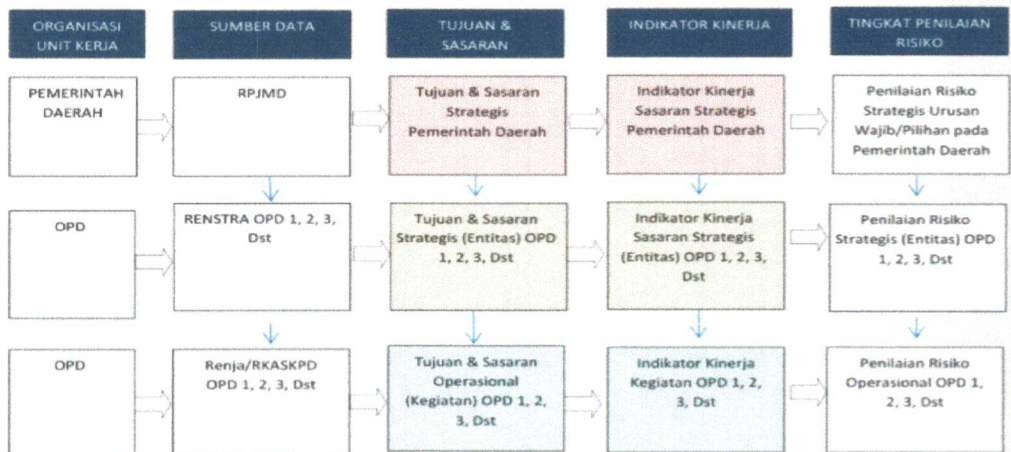 ORGANISASI
UNIT KERJA
SUMBER DATA
TUJUAN &
SASARAN
INDIKATOR KINERJA
TINGKAT PENILAIAN
RISIKO
PEMERINTAH
DAERAH
RPJMD
Tujuan & Sasaran
Strategis
Pemerintah Daerah
Indikator Kinerja
Sasaran Strategis
Pemerintah Daerah
Penilaian Risiko
Strategis Urusan
Wajib/Pilihan pada
Pemerintah Daerah
OPD
RENSTRA OPD 1, 2, 3,
Dst
Tujuan & Sasaran
Strategis (Entitas) OPD
1, 2, 3, Dst
Indikator Kinerja
Sasaran Strategis
(Entitas) OPD 1, 2, 3,
Dst
Penilaian Risiko
Strategis (Entitas) OPD
1, 2, 3, Dst
OPD
Renja/RKASKPD
OPD 1, 2, 3, Dst
Tujuan & Sasaran
Operasional
(Kegiatan) OPD 1, 2,
3, Dst
Indikator Kinerja
Kegiatan OPD 1, 2,
3, Dst
Penilaian Risiko
Operasional OPD 1,
2, 3, Dst